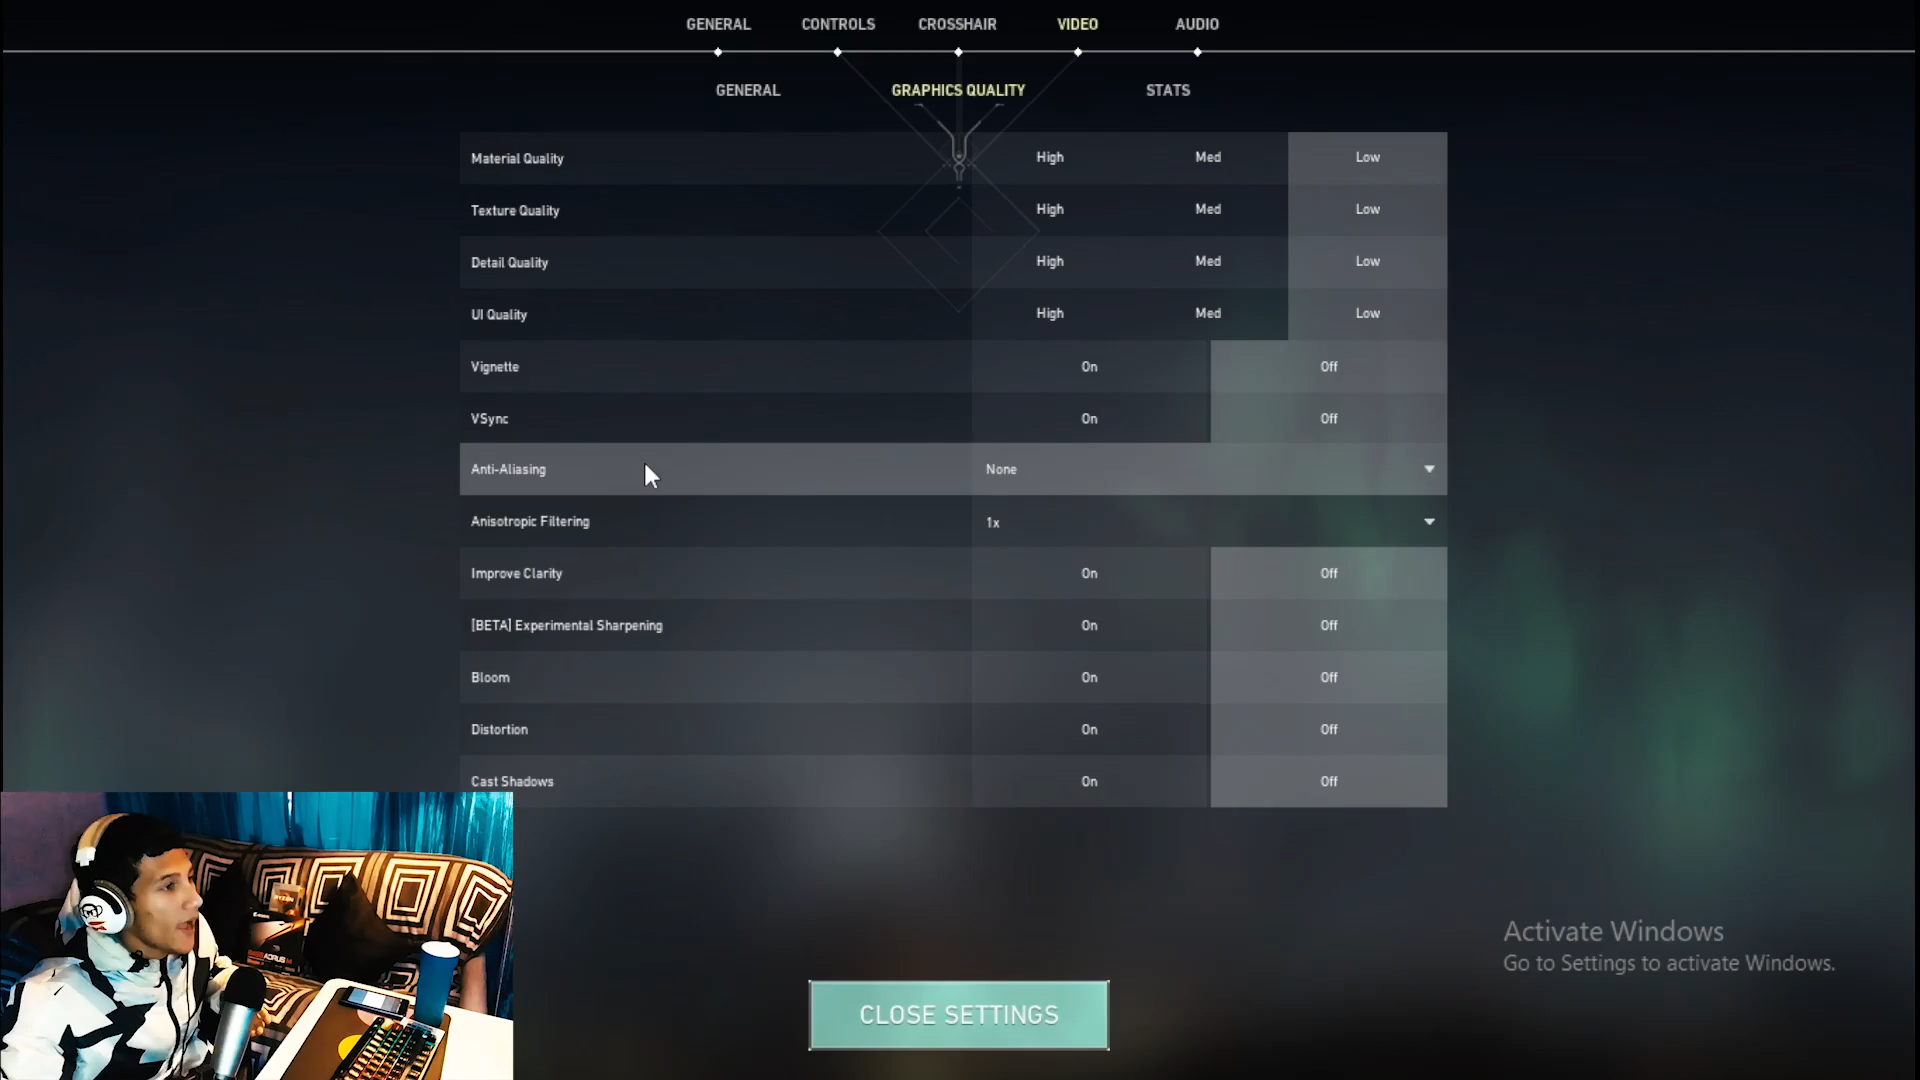 GENERAL CONTROLS CROSSHAIR VIDEO AUDIO
GENERAL GRAPHICS QUALITY STATS
Material Quality High Med Low
Texture Quality High Med Low
Detail Quality High Med Low
UI Quality High Med Low
Vignette On Off
VSync On Off
Anti-Aliasing None
Anisotropic Filtering 1x
Improve Clarity On Off
[BETA] Experimental Sharpening On Off
Bloom On Off
Distortion On Off
Cast Shadows On Off
RYZEN
AORUS M
Activate Windows
Go to Settings to activate Windows.
CLOSE SETTINGS